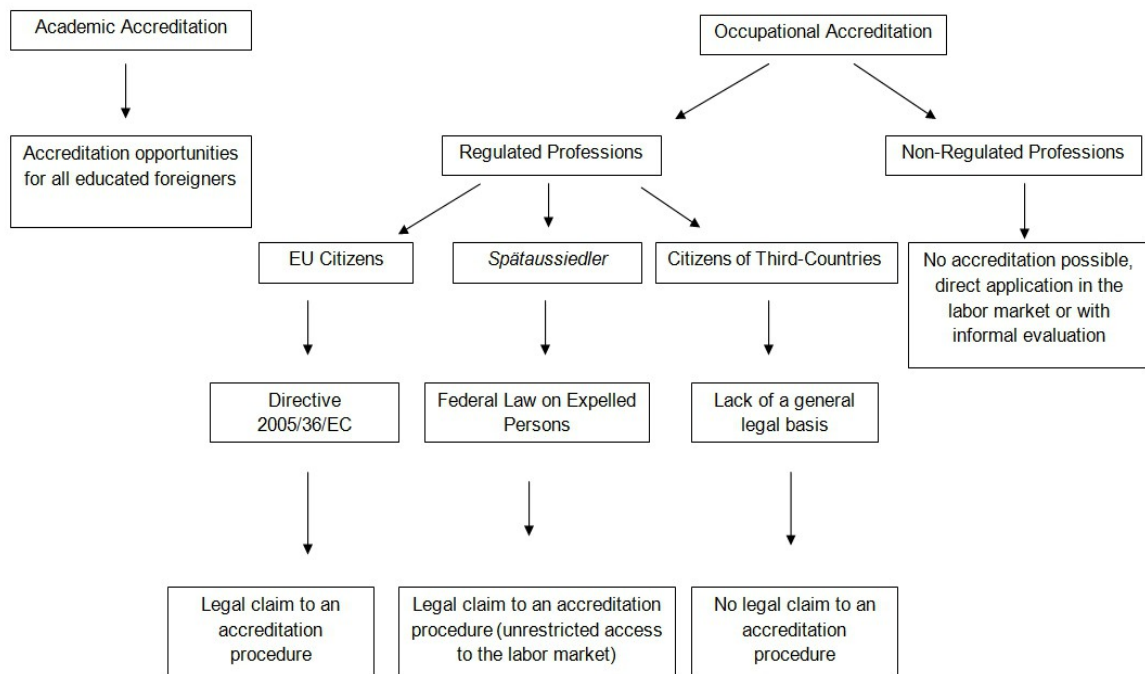 Academic Accreditation
Occupational Accreditation
Accreditation opportunities
for all educated foreigners
Regulated Professions
Non-Regulated Professions
EU Citizens
Spätaussiedler
Citizens of Third-Countries
No accreditation possible,
direct application in the
labor market or with
informal evaluation
Directive
2005/36/EC
Federal Law on Expelled
Persons
Lack of a general
legal basis
Legal claim to an
accreditation
procedure
Legal claim to an accreditation
procedure (unrestricted access
to the labor market)
No legal claim to an
accreditation
procedure